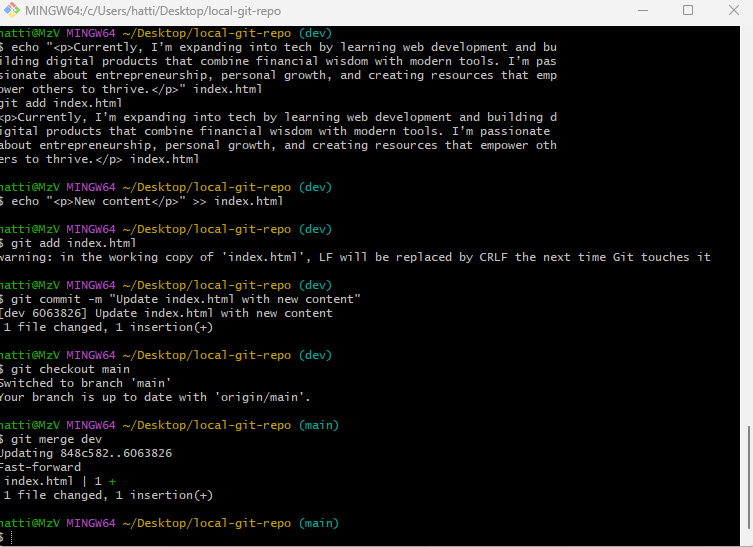 MINGW64:/c/Users/hatti/Desktop/local-git-repo
hatti@MzV MINGW64 ~/Desktop/local-git-repo (dev)
$ echo "<p>Currently, I’m expanding into tech by learning web development and bu
ilding digital products that combine financial wisdom with modern tools. I’m pas
sionate about entrepreneurship, personal growth, and creating resources that emp
ower others to thrive.</p>" index.html
git add index.html
<p>Currently, I’m expanding into tech by learning web development and building d
igital products that combine financial wisdom with modern tools. I’m passionate
about entrepreneurship, personal growth, and creating resources that empower oth
ers to thrive.</p> index.html
hatti@MzV MINGW64 ~/Desktop/local-git-repo (dev)
$ echo "<p>New content</p>" >> index.html
hatti@MzV MINGW64 ~/Desktop/local-git-repo (dev)
$ git add index.html
warning: in the working copy of 'index.html', LF will be replaced by CRLF the next time Git touches it
hatti@MzV MINGW64 ~/Desktop/local-git-repo (dev)
$ git commit -m "Update index.html with new content"
[dev 6063826] Update index.html with new content
1 file changed, 1 insertion(+)
hatti@MzV MINGW64 ~/Desktop/local-git-repo (dev)
$ git checkout main
Switched to branch 'main'
Your branch is up to date with 'origin/main'.
hatti@MzV MINGW64 ~/Desktop/local-git-repo (main)
$ git merge dev
Updating 848c582..6063826
Fast-forward
index.html | 1 +
1 file changed, 1 insertion(+)
hatti@MzV MINGW64 ~/Desktop/local-git-repo (main)
$